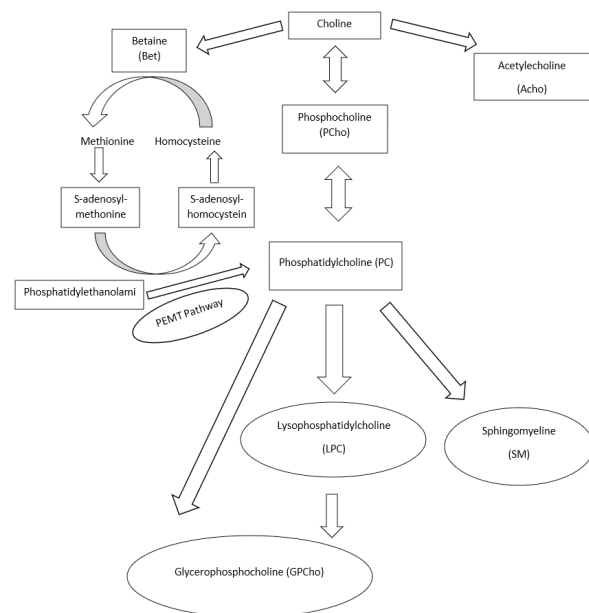 Choline
Betaine
(Bet)
Acetylecholine
(Acho)
Phosphocholine
(PCho)
Methionine
Homocysteine
S-adenosyl-
methonine
S-adenosyl-
homocystein
Phosphatidylcholine (PC)
Phosphatidylethanolami
PEMT Pathway
Lysophosphatidylcholine
(LPC)
Sphingomyeline
(SM)
Glycerophosphocholine (GPCho)